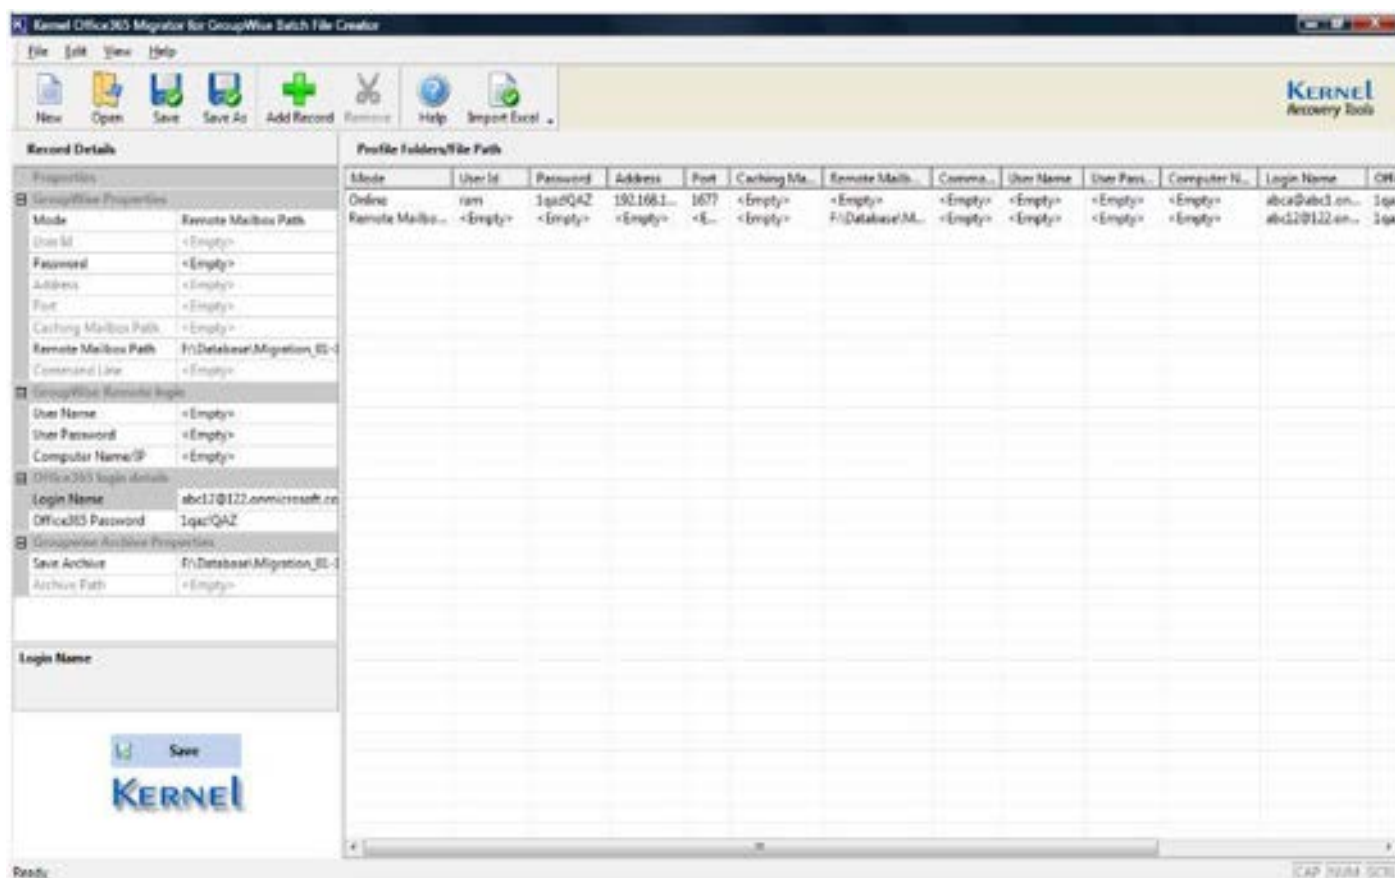 Kernel Office365 Migrator for GroupWise Batch File Creator
File Edit View Help
New Open Save Save As Add Record Remove Help Import Excel
KERNEL
Recovery Tools
Record Details
Profile Folders/File Path
Properties
Mode User Id Password Address Port Caching Ma... Remote Mailb... Comma... User Name User Pass... Computer N... Login Name
Online ram 1qaz!QAZ 192.168.1... 1677 <Empty> <Empty> <Empty> <Empty> <Empty> <Empty> abca@abc1.on...
Remote Mailbo... <Empty> <Empty> <Empty> <E... <Empty> F:\Database\M... <Empty> <Empty> <Empty> <Empty> abc12@122.on...
GroupWise Properties
Mode Remote Mailbox Path
User Id <Empty>
Password <Empty>
Address <Empty>
Port <Empty>
Caching Mailbox Path <Empty>
Remote Mailbox Path F:\Database\Migration_01-
Command Line <Empty>
GroupWise Remote login
User Name <Empty>
User Password <Empty>
Computer Name/IP <Empty>
Office365 login details
Login Name abc12@122.onmicrosoft.co
Office365 Password 1qaz!QAZ
Groupwise Archive Properties
Save Archive F:\Database\Migration_01-
Archive Path <Empty>
Login Name
Save
KERNEL
Ready
CAP NUM SCRL